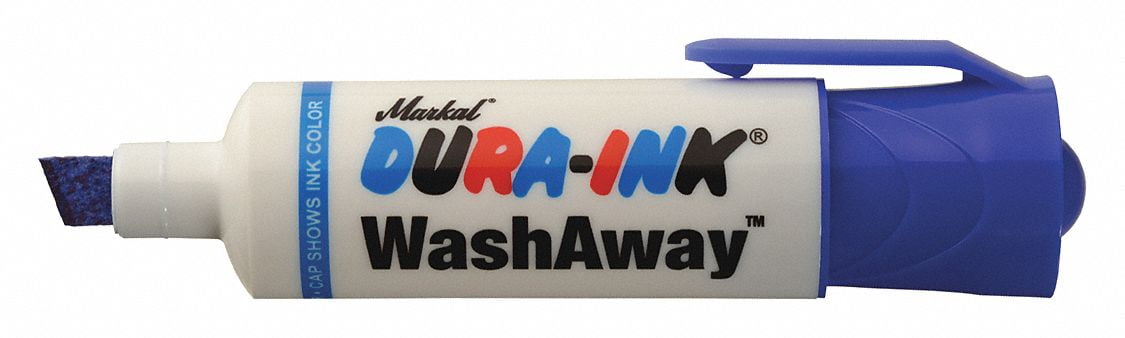 Markal®
DURA-INK®
WashAway™
CAP SHOWS INK COLOR